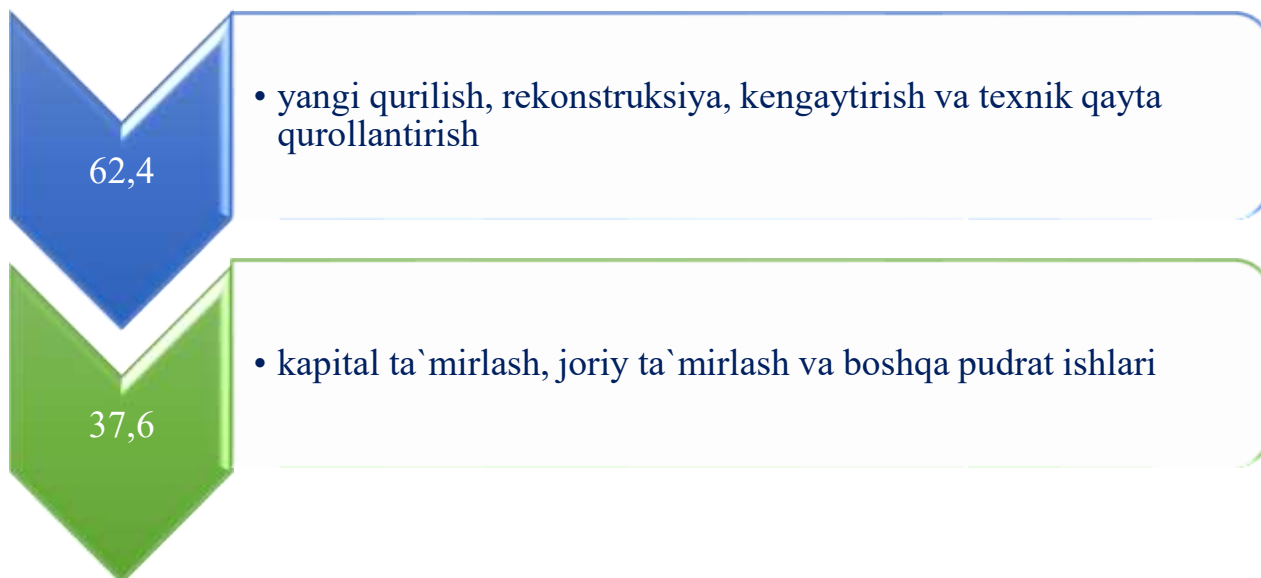 62,4
• yangi qurilish, rekonstruksiya, kengaytirish va texnik qayta
qurollantirish
37,6
• kapital ta`mirlash, joriy ta`mirlash va boshqa pudrat ishlari